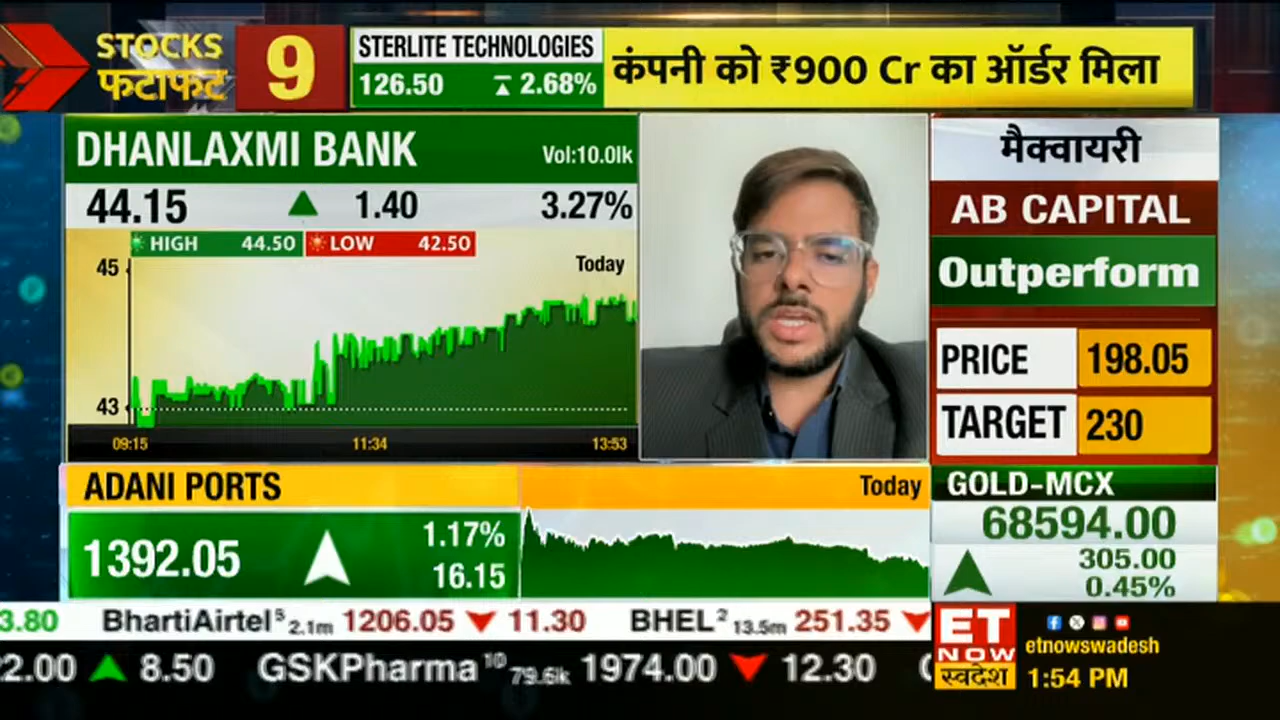 STOCKS
फटाफट
9
STERLITE TECHNOLOGIES
126.50 2.68%
कंपनी को ₹900 Cr का ऑर्डर मिला
DHANLAXMI BANK Vol:10.0lk
44.15 1.40 3.27%
HIGH 44.50 LOW 42.50
Today
45
43
09:15 11:34 13:53
मैक्वायरी
AB CAPITAL
Outperform
PRICE 198.05
TARGET 230
ADANI PORTS Today
1392.05 1.17%
16.15
GOLD-MCX
68594.00
305.00
0.45%
3.80 BhartiAirtel 5 2.1m 1206.05 11.30 BHEL 2 13.5m 251.35
2.00 8.50 GSKPharma 10 79.6k 1974.00 12.30
ET
NOW
स्वदेश
etnowswadesh
1:54 PM